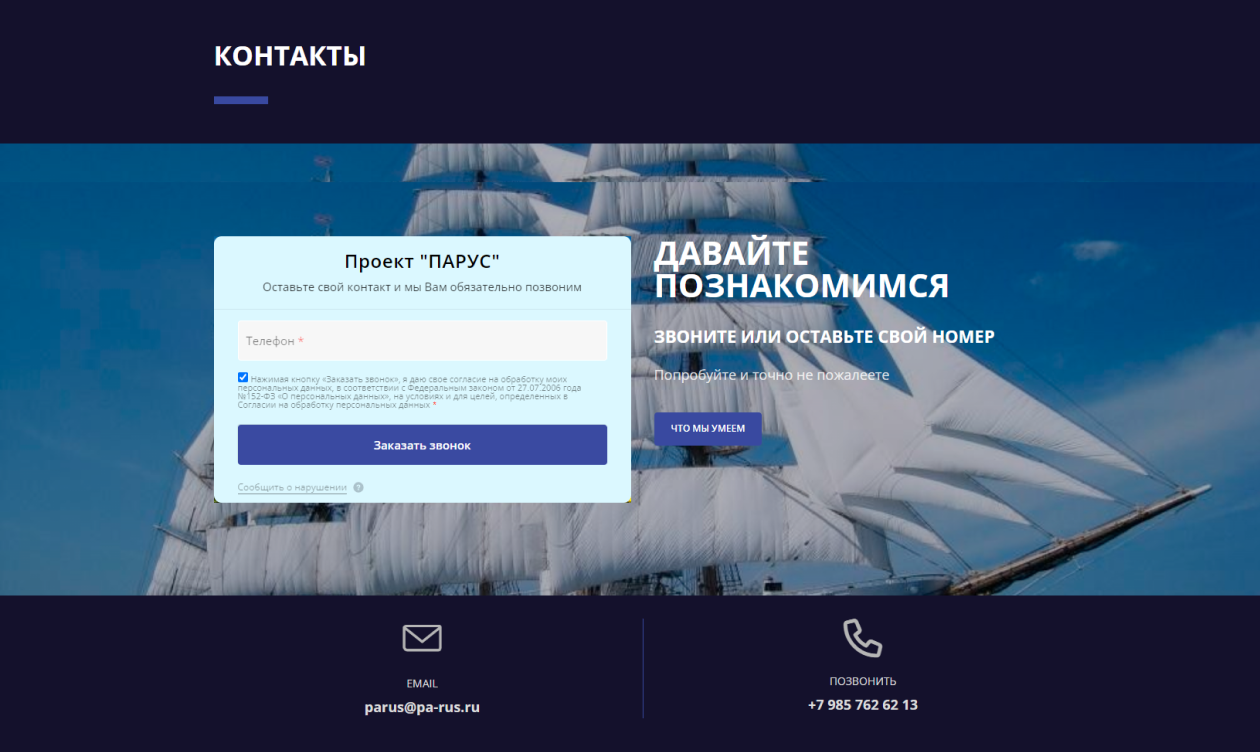 КОНТАКТЫ
Проект "ПАРУС"
Оставьте свой контакт и мы Вам обязательно позвоним
Телефон *
Нажимая кнопку «Заказать звонок», я даю свое согласие на обработку моих
персональных данных, в соответствии с Федеральным законом от 27.07.2006 года
№152-ФЗ «О персональных данных», на условиях и для целей, определенных в
Согласии на обработку персональных данных *
Заказать звонок
Сообщить о нарушении ?
ДАВАЙТЕ
ПОЗНАКОМИМСЯ
ЗВОНИТЕ ИЛИ ОСТАВЬТЕ СВОЙ НОМЕР
Попробуйте и точно не пожалеете
ЧТО МЫ УМЕЕМ
EMAIL
parus@pa-rus.ru
ПОЗВОНИТЬ
+7 985 762 62 13